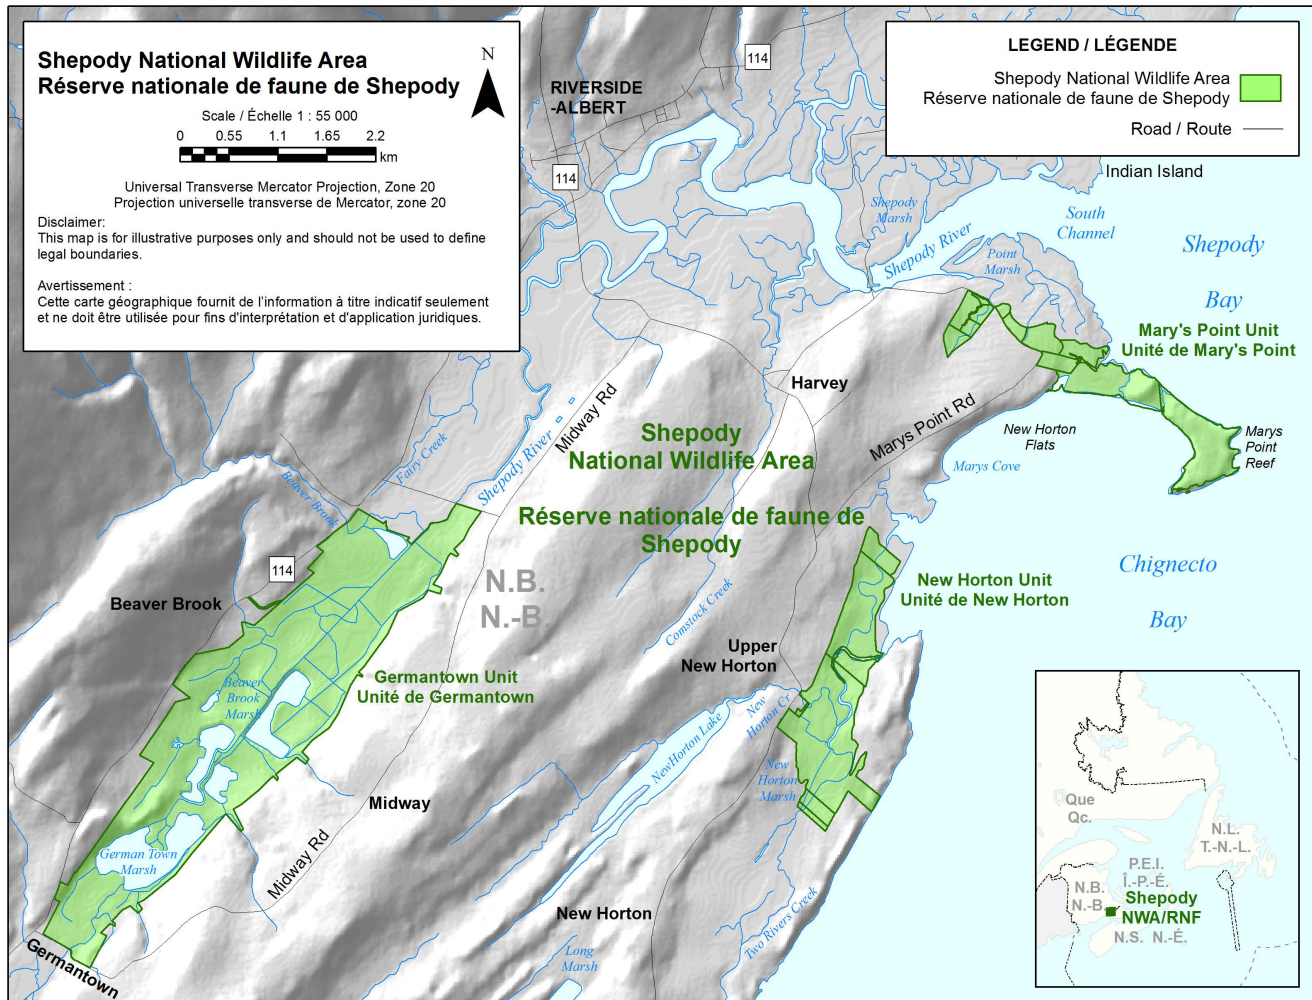 Shepody National Wildlife Area
Réserve nationale de faune de Shepody
N
Scale / Échelle 1 : 55 000
0 0.55 1.1 1.65 2.2
km
Universal Transverse Mercator Projection, Zone 20
Projection universelle transverse de Mercator, zone 20
Disclaimer:
This map is for illustrative purposes only and should not be used to define
legal boundaries.
Avertissement :
Cette carte géographique fournit de l'information à titre indicatif seulement
et ne doit être utilisée pour fins d'interprétation et d'application juridiques.
LEGEND / LÉGENDE
Shepody National Wildlife Area
Réserve nationale de faune de Shepody
Road / Route
114
RIVERSIDE
-ALBERT
114
Indian Island
Shepody
Marsh
South
Channel
Shepody River
Point
Marsh
Shepody
Bay
Mary's Point Unit
Unité de Mary's Point
Harvey
Midway Rd
Marys Point Rd
New Horton
Flats
Marys
Point
Reef
Marys Cove
Shepody
National Wildlife Area
Réserve nationale de faune de
Shepody
Fairy Creek
Shepody River
Beaver Brook
114
Beaver Brook
N.B.
N.-B.
Chignecto
Bay
New Horton Unit
Unité de New Horton
Comstock Creek
Upper
New Horton
Germantown Unit
Unité de Germantown
Beaver
Brook
Marsh
New
Horton Cr
NewHorton Lake
New
Horton
Marsh
Midway
Midway Rd
German Town
Marsh
New Horton
Two Rivers Creek
Long
Marsh
Germantown
Que
Qc.
N.L.
T.-N.-L.
P.E.I.
Î.-P.-É.
N.B.
N.-B.
Shepody
NWA/RNF
N.S. N.-É.